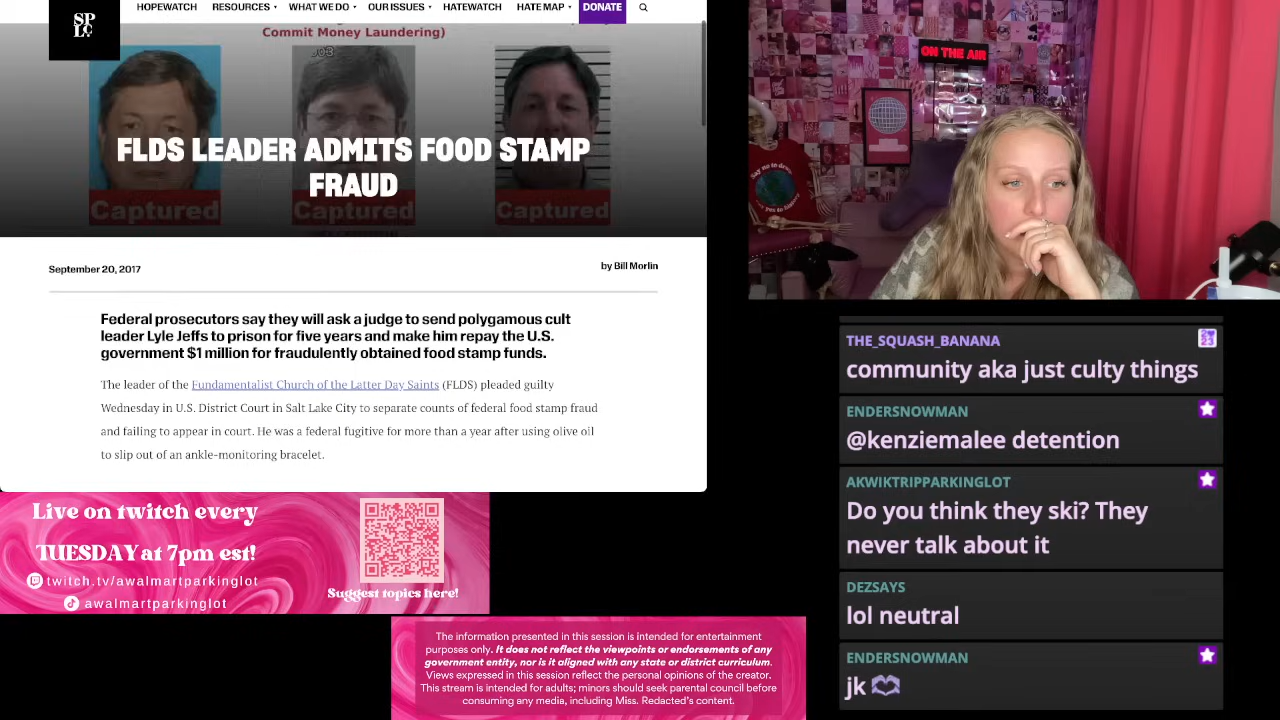 SP
LC
HOPEWATCH RESOURCES WHAT WE DO OUR ISSUES HATEWATCH HATE MAP DONATE
Commit Money Laundering)
FLDS LEADER ADMITS FOOD STAMP
FRAUD
Captured Captured Captured
September 20, 2017
by Bill Morlin
Federal prosecutors say they will ask a judge to send polygamous cult
leader Lyle Jeffs to prison for five years and make him repay the U.S.
government $1 million for fraudulently obtained food stamp funds.
The leader of the Fundamentalist Church of the Latter Day Saints (FLDS) pleaded guilty
Wednesday in U.S. District Court in Salt Lake City to separate counts of federal food stamp fraud
and failing to appear in court. He was a federal fugitive for more than a year after using olive oil
to slip out of an ankle-monitoring bracelet.
Live on twitch every
TUESDAY at 7pm est!
twitch.tv/awalmartparkinglot
awalmartparkinglot
Suggest topics here!
The information presented in this session is intended for entertainment
purposes only. It does not reflect the viewpoints or endorsements of any
government entity, nor is it aligned with any state or district curriculum.
Views expressed in this session reflect the personal opinions of the creator.
This stream is intended for adults; minors should seek parental council before
consuming any media, including Miss. Redacted's content.
ON THE AIR
THE_SQUASH_BANANA
community aka just culty things
ENDERSNOWMAN
@kenziemalee detention
AKWIKTRIPPARKINGLOT
Do you think they ski? They
never talk about it
DEZSAYS
lol neutral
ENDERSNOWMAN
jk